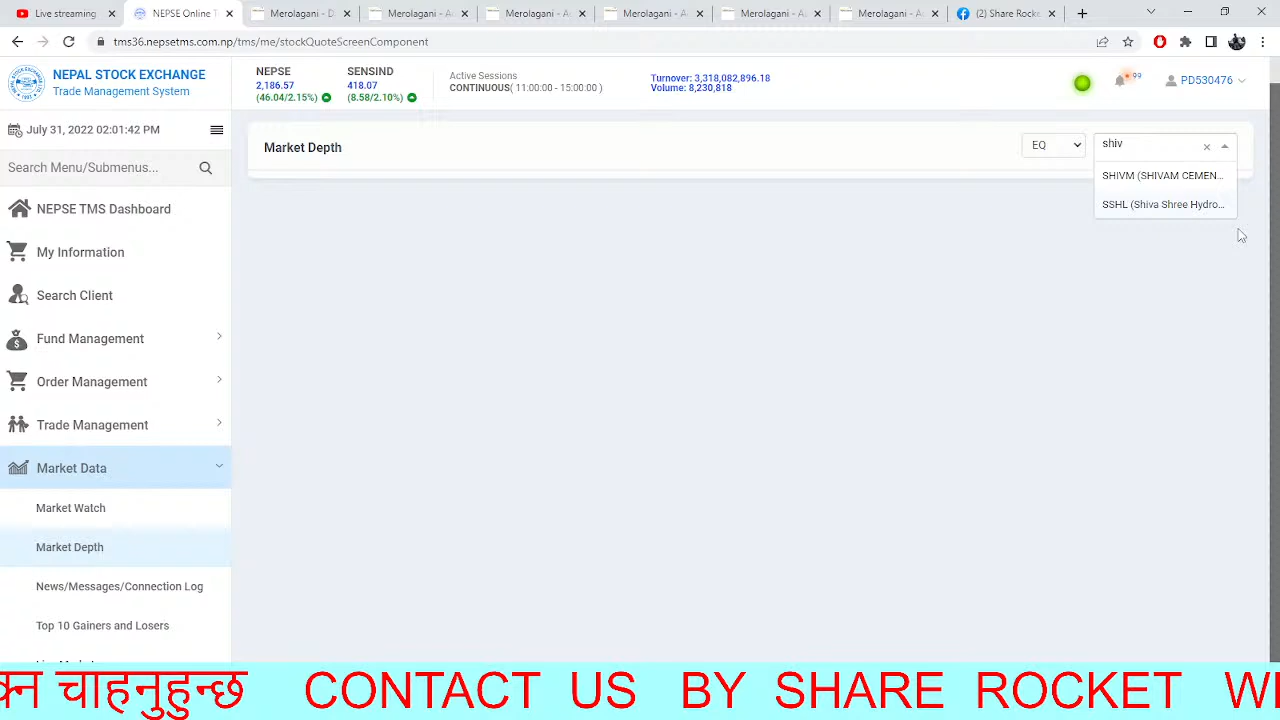 Live streaming
NEPSE Online T
Merolagani - D
Merolagani - A
Merolagani - A
Merolagani - A
Merolagani - A
Merolagani - A
(2) Share Rocke
tms36.nepsetms.com.np/tms/me/stockQuoteScreenComponent
NEPAL STOCK EXCHANGE
Trade Management System
NEPSE
2,186.57
(46.04/2.15%)
SENSIND
418.07
(8.58/2.10%)
Active Sessions
CONTINUOUS( 11:00:00 - 15:00:00 )
Turnover: 3,318,082,896.18
Volume: 8,230,818
99
PD530476
July 31, 2022 02:01:42 PM
Search Menu/Submenus...
NEPSE TMS Dashboard
My Information
Search Client
Fund Management
Order Management
Trade Management
Market Data
Market Watch
Market Depth
News/Messages/Connection Log
Top 10 Gainers and Losers
Market Depth
EQ
shiv
SHIVM (SHIVAM CEMEN...
SSHL (Shiva Shree Hydro...
चाहनुहुन्छ CONTACT US BY SHARE ROCKET